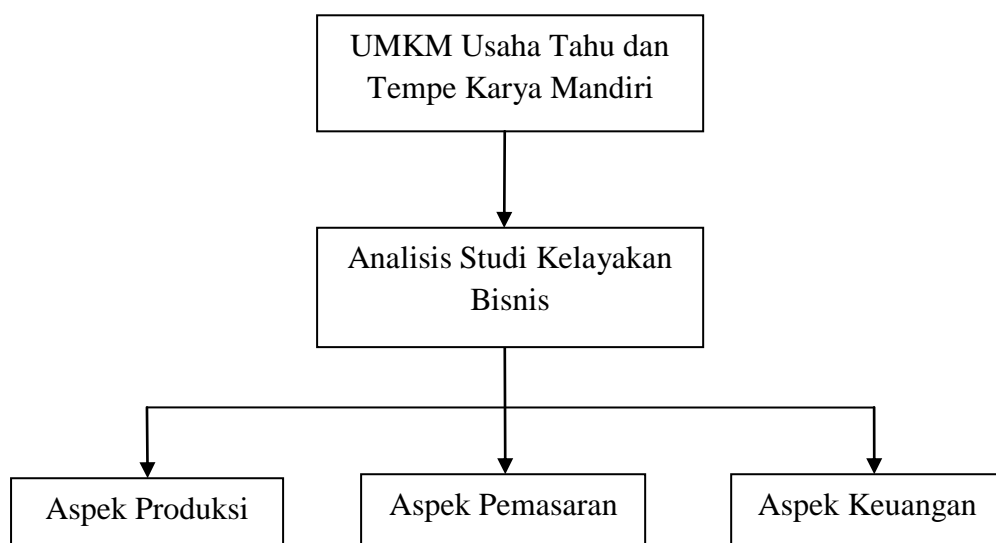 UMKM Usaha Tahu dan
Tempe Karya Mandiri
Analisis Studi Kelayakan
Bisnis
Aspek Produksi
Aspek Pemasaran
Aspek Keuangan